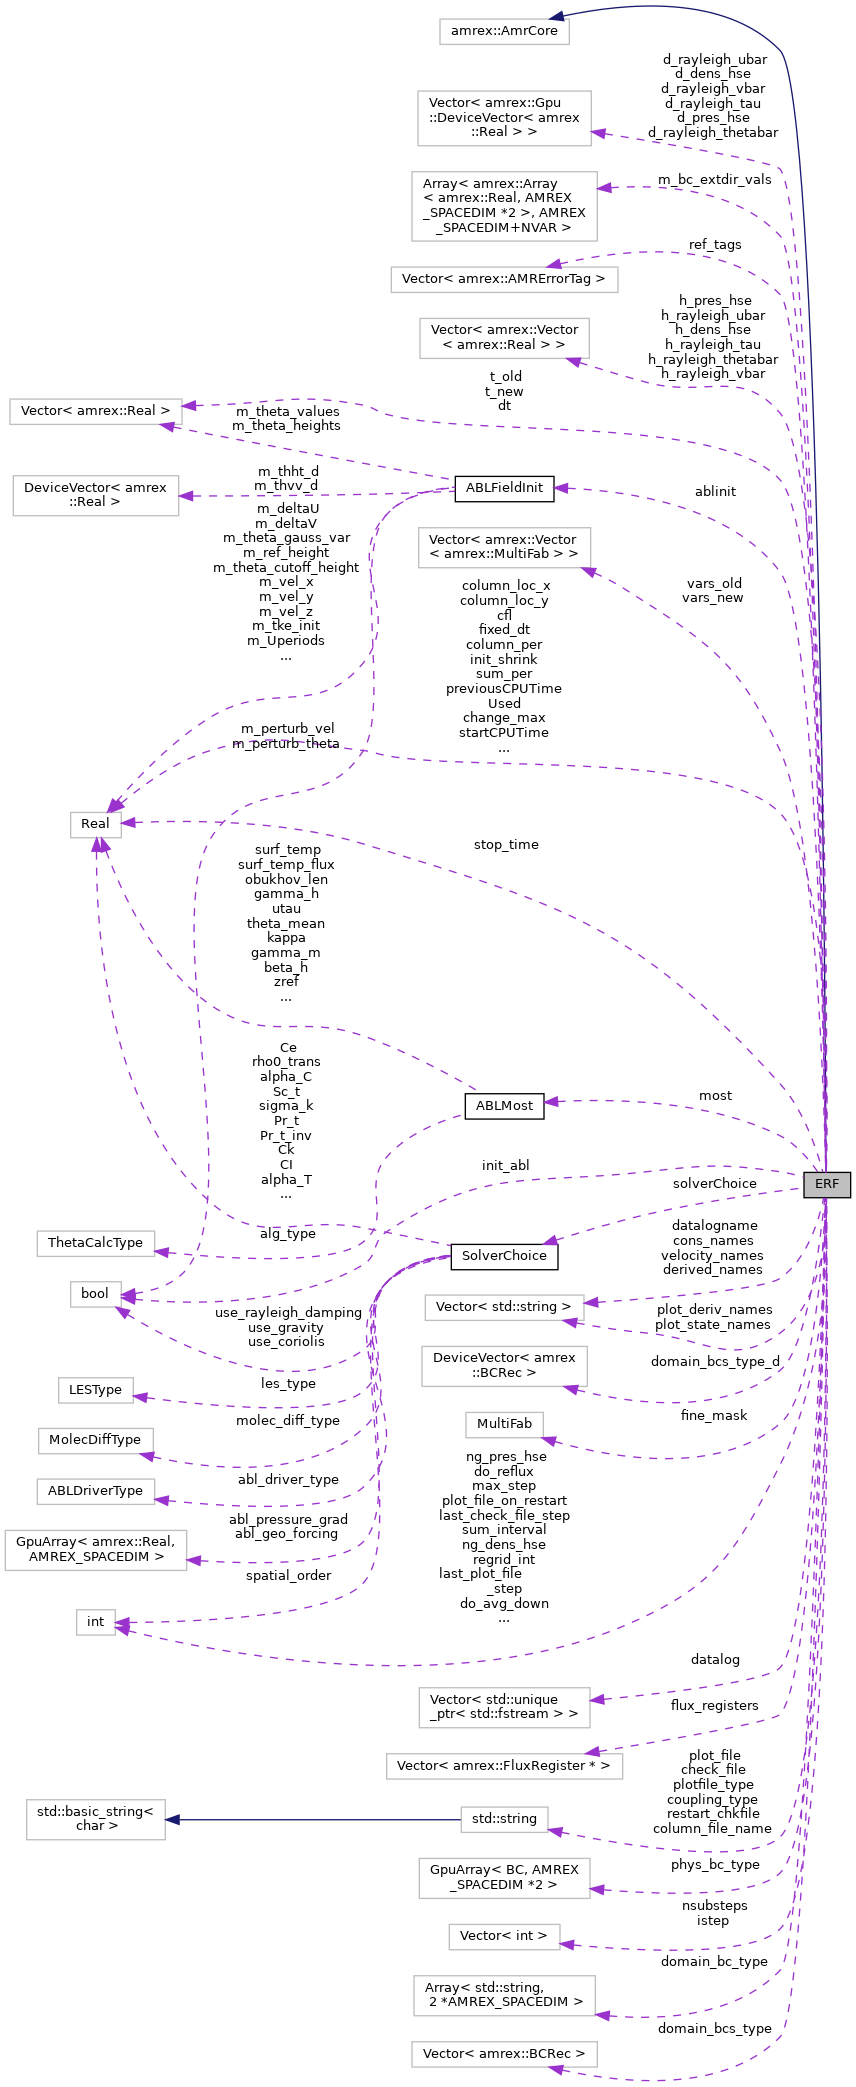 amrex::AmrCore
d_rayleigh_ubar
d_dens_hse
d_rayleigh_vbar
d_rayleigh_tau
d_pres_hse
d_rayleigh_thetabar
Vector< amrex::Gpu
::DeviceVector< amrex
::Real > >
m_bc_extdir_vals
Array< amrex::Array
< amrex::Real, AMREX
_SPACEDIM *2 >, AMREX
_SPACEDIM+NVAR >
ref_tags
Vector< amrex::AMRErrorTag >
h_pres_hse
h_rayleigh_ubar
h_dens_hse
h_rayleigh_tau
h_rayleigh_thetabar
h_rayleigh_vbar
Vector< amrex::Vector
< amrex::Real > >
t_old
t_new
dt
Vector< amrex::Real >
m_theta_values
m_theta_heights
DeviceVector< amrex
::Real >
m_thht_d
m_thvv_d
ABLFieldInit
ablinit
m_deltaU
m_deltaV
m_theta_gauss_var
m_ref_height
m_theta_cutoff_height
m_vel_x
m_vel_y
m_vel_z
m_tke_init
m_Uperiods
...
Vector< amrex::Vector
< amrex::MultiFab > >
vars_old
vars_new
column_loc_x
column_loc_y
cfl
fixed_dt
column_per
init_shrink
sum_per
previousCPUTime
Used
change_max
startCPUTime
...
m_perturb_vel
m_perturb_theta
Real
stop_time
surf_temp
surf_temp_flux
obukhov_len
gamma_h
utau
theta_mean
kappa
gamma_m
beta_h
zref
...
Ce
rho0_trans
alpha_C
Sc_t
sigma_k
Pr_t
Pr_t_inv
Ck
CI
alpha_T
...
ABLMost
most
init_abl
ERF
solverChoice
alg_type
ThetaCalcType
SolverChoice
datalogname
cons_names
velocity_names
derived_names
bool
Vector< std::string >
use_rayleigh_damping
use_gravity
use_coriolis
plot_deriv_names
plot_state_names
DeviceVector< amrex
::BCRec >
domain_bcs_type_d
LESType
les_type
MultiFab
fine_mask
MolecDiffType
molec_diff_type
ABLDriverType
abl_driver_type
ng_pres_hse
do_reflux
max_step
plot_file_on_restart
last_check_file_step
sum_interval
ng_dens_hse
regrid_int
last_plot_file
_step
do_avg_down
...
GpuArray< amrex::Real,
AMREX_SPACEDIM >
abl_pressure_grad
abl_geo_forcing
spatial_order
int
datalog
Vector< std::unique
_ptr< std::fstream > >
flux_registers
Vector< amrex::FluxRegister * >
plot_file
check_file
plotfile_type
coupling_type
restart_chkfile
column_file_name
std::basic_string<
char >
std::string
GpuArray< BC, AMREX
_SPACEDIM *2 >
phys_bc_type
nsubsteps
istep
Vector< int >
domain_bc_type
Array< std::string,
2 *AMREX_SPACEDIM >
domain_bcs_type
Vector< amrex::BCRec >